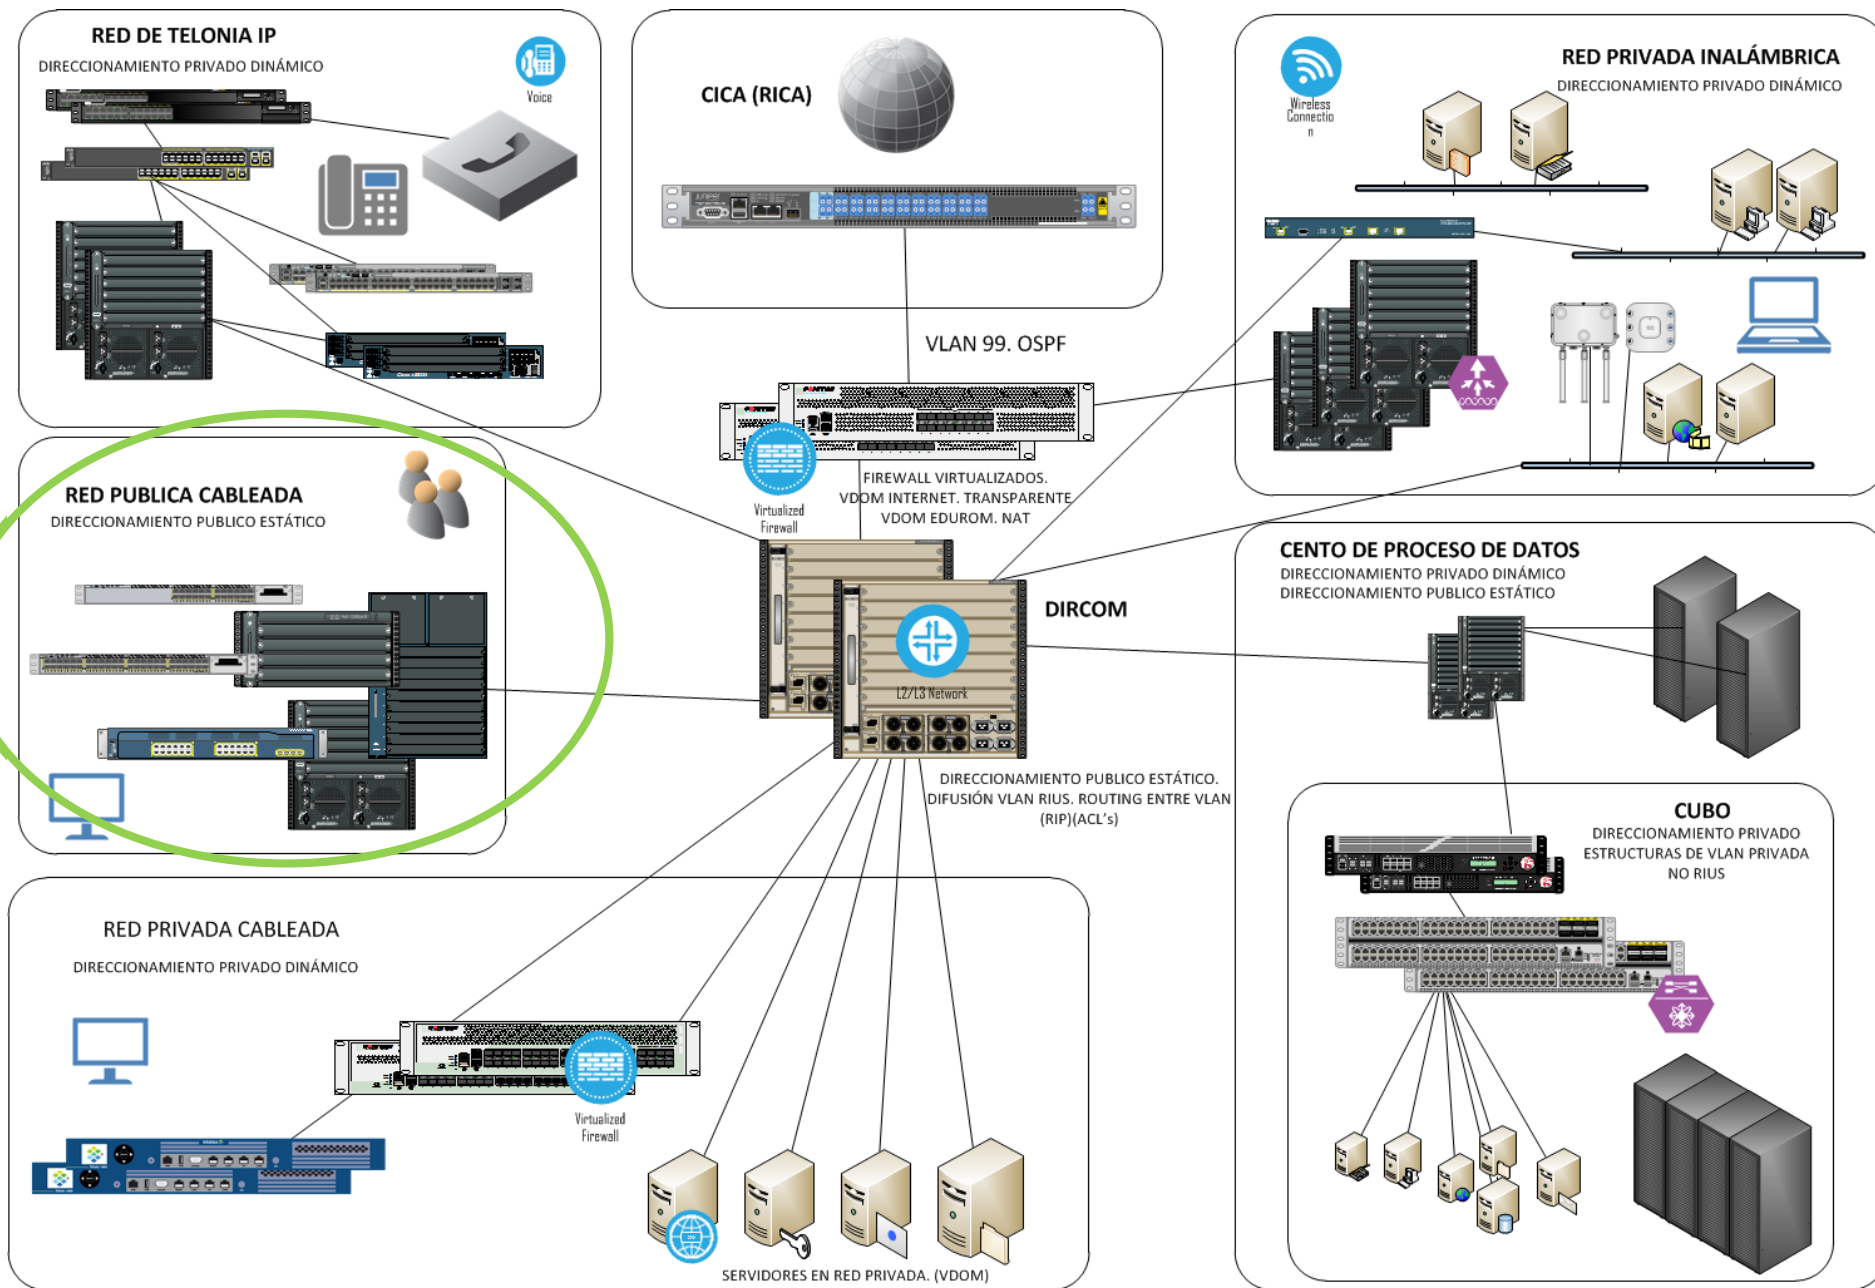 RED DE TELONIA IP
DIRECCIONAMIENTO PRIVADO DINÁMICO
Voice
CICA (RICA)
VLAN 99. OSPF
RED PRIVADA INALÁMBRICA
DIRECCIONAMIENTO PRIVADO DINÁMICO
Wireless
Connectio
n
RED PUBLICA CABLEADA
DIRECCIONAMIENTO PUBLICO ESTÁTICO
Virtualized
Firewall
FIREWALL VIRTUALIZADOS.
VDOM INTERNET. TRANSPARENTE
VDOM EDUROM. NAT
DIRCOM
L2/L3 Network
DIRECCIONAMIENTO PUBLICO ESTÁTICO.
DIFUSIÓN VLAN RIUS. ROUTING ENTRE VLAN
(RIP)(ACL's)
CENTO DE PROCESO DE DATOS
DIRECCIONAMIENTO PRIVADO DINÁMICO
DIRECCIONAMIENTO PUBLICO ESTÁTICO
CUBO
DIRECCIONAMIENTO PRIVADO
ESTRUCTURAS DE VLAN PRIVADA
NO RIUS
RED PRIVADA CABLEADA
DIRECCIONAMIENTO PRIVADO DINÁMICO
Virtualized
Firewall
SERVIDORES EN RED PRIVADA. (VDOM)